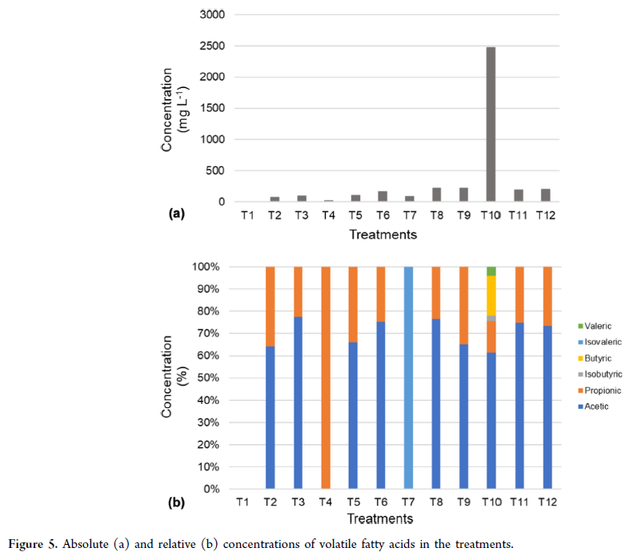 3000
2500
2000
1500
1000
500
0
Concentration
(mg L-1)
(a)
T1 T2 T3 T4 T5 T6 T7 T8 T9 T10 T11 T12
Treatments
100%
90%
80%
70%
60%
50%
40%
30%
20%
10%
0%
Concentration
(%)
Valeric
Isovaleric
Butyric
Isobutyric
Propionic
Acetic
(b)
T1 T2 T3 T4 T5 T6 T7 T8 T9 T10 T11 T12
Treatments
Figure 5. Absolute (a) and relative (b) concentrations of volatile fatty acids in the treatments.